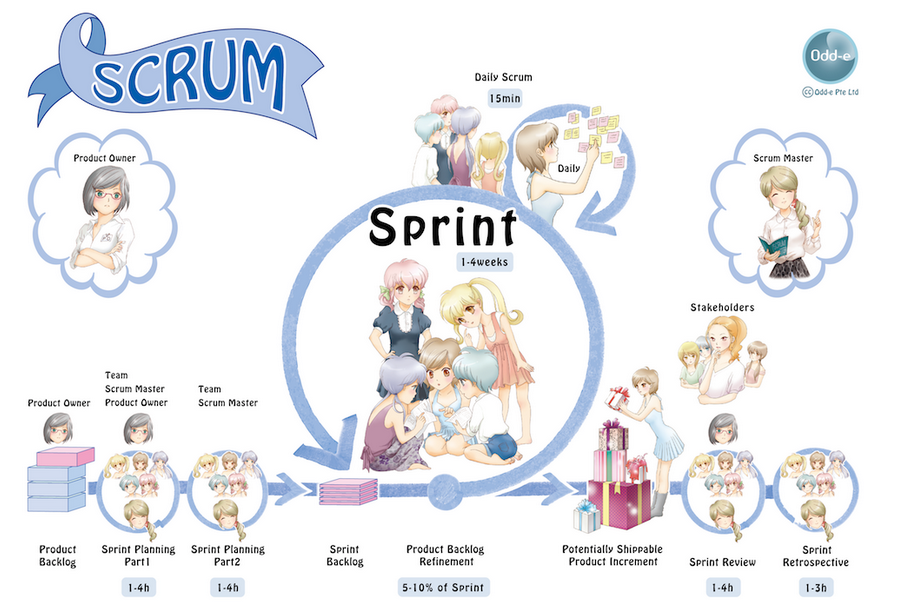 SCRUM
Odd-e
cc Odd-e Pte Ltd
Daily Scrum
15min
Daily
Product Owner
Scrum Master
Sprint
1-4weeks
Stakeholders
Product Owner
Team
Scrum Master
Product Owner
Team
Scrum Master
Product
Backlog
Sprint Planning
Part1
1-4h
Sprint Planning
Part2
1-4h
Sprint
Backlog
Product Backlog
Refinement
5-10% of Sprint
Potentially Shippable
Product Increment
Sprint Review
1-4h
Sprint
Retrospective
1-3h